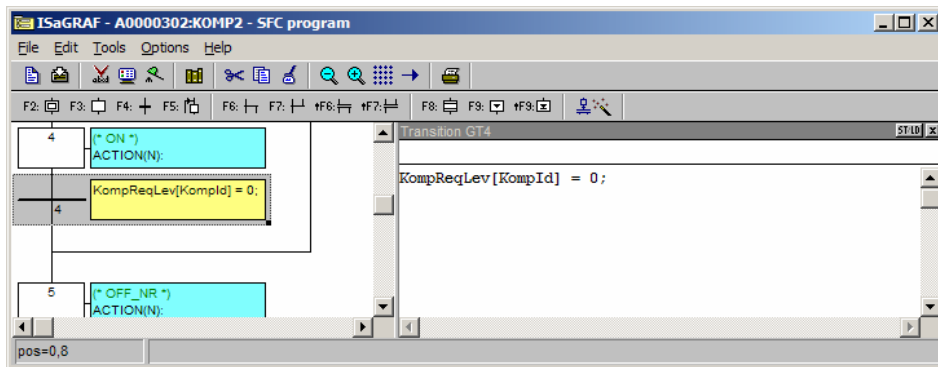 ISaGRAF - A0000302:KOMP2 - SFC program
File Edit Tools Options Help
F2: F3: F4: F5: F6: F7: ↑F6: ↑F7: F8: F9: ↑F9:
4 (* ON *)
ACTION(N):
KompReqLev[KompId] = 0;
4
5 (* OFF_NR *)
ACTION(N):
Transition GT4 ST/LD x
KompReqLev[KompId] = 0;
pos=0,8